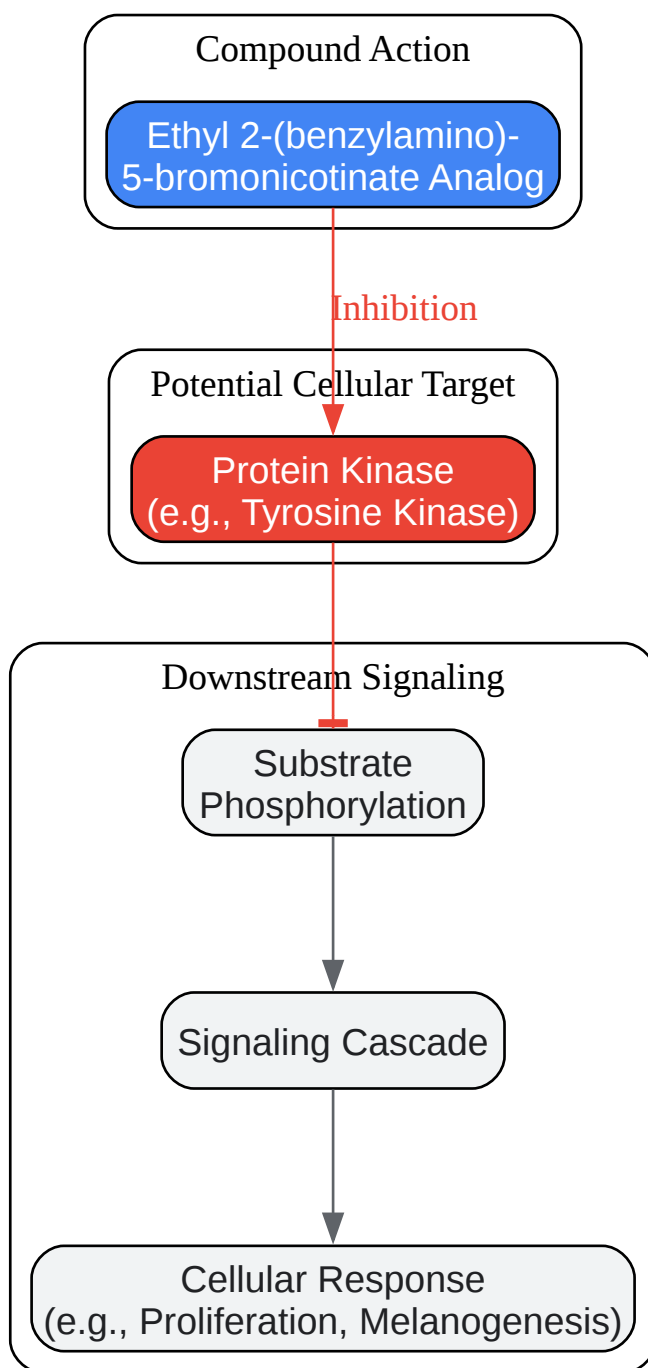 Compound Action
Ethyl 2-(benzylamino)-
5-bromonicotinate Analog
Inhibition
Potential Cellular Target
Protein Kinase
(e.g., Tyrosine Kinase)
Downstream Signaling
Substrate
Phosphorylation
Signaling Cascade
Cellular Response
(e.g., Proliferation, Melanogenesis)